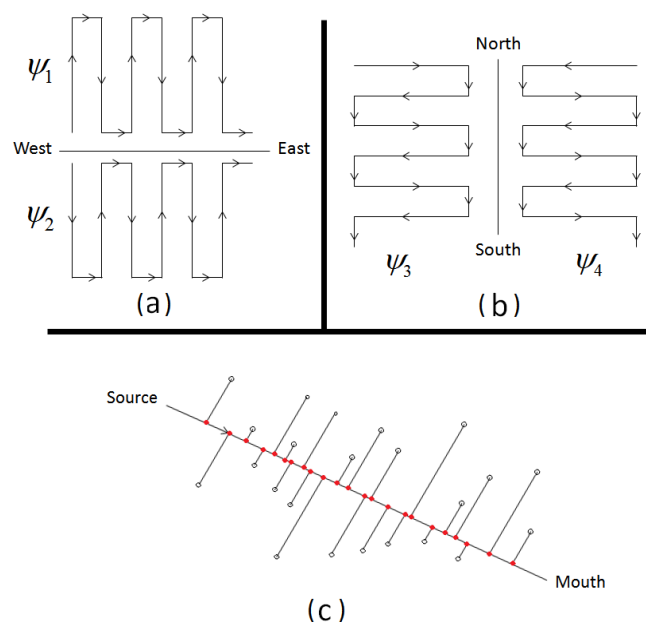 ψ₁
West East
ψ₂
(a)
North
South
ψ₃ ψ₄
(b)
Source
Mouth
(c)